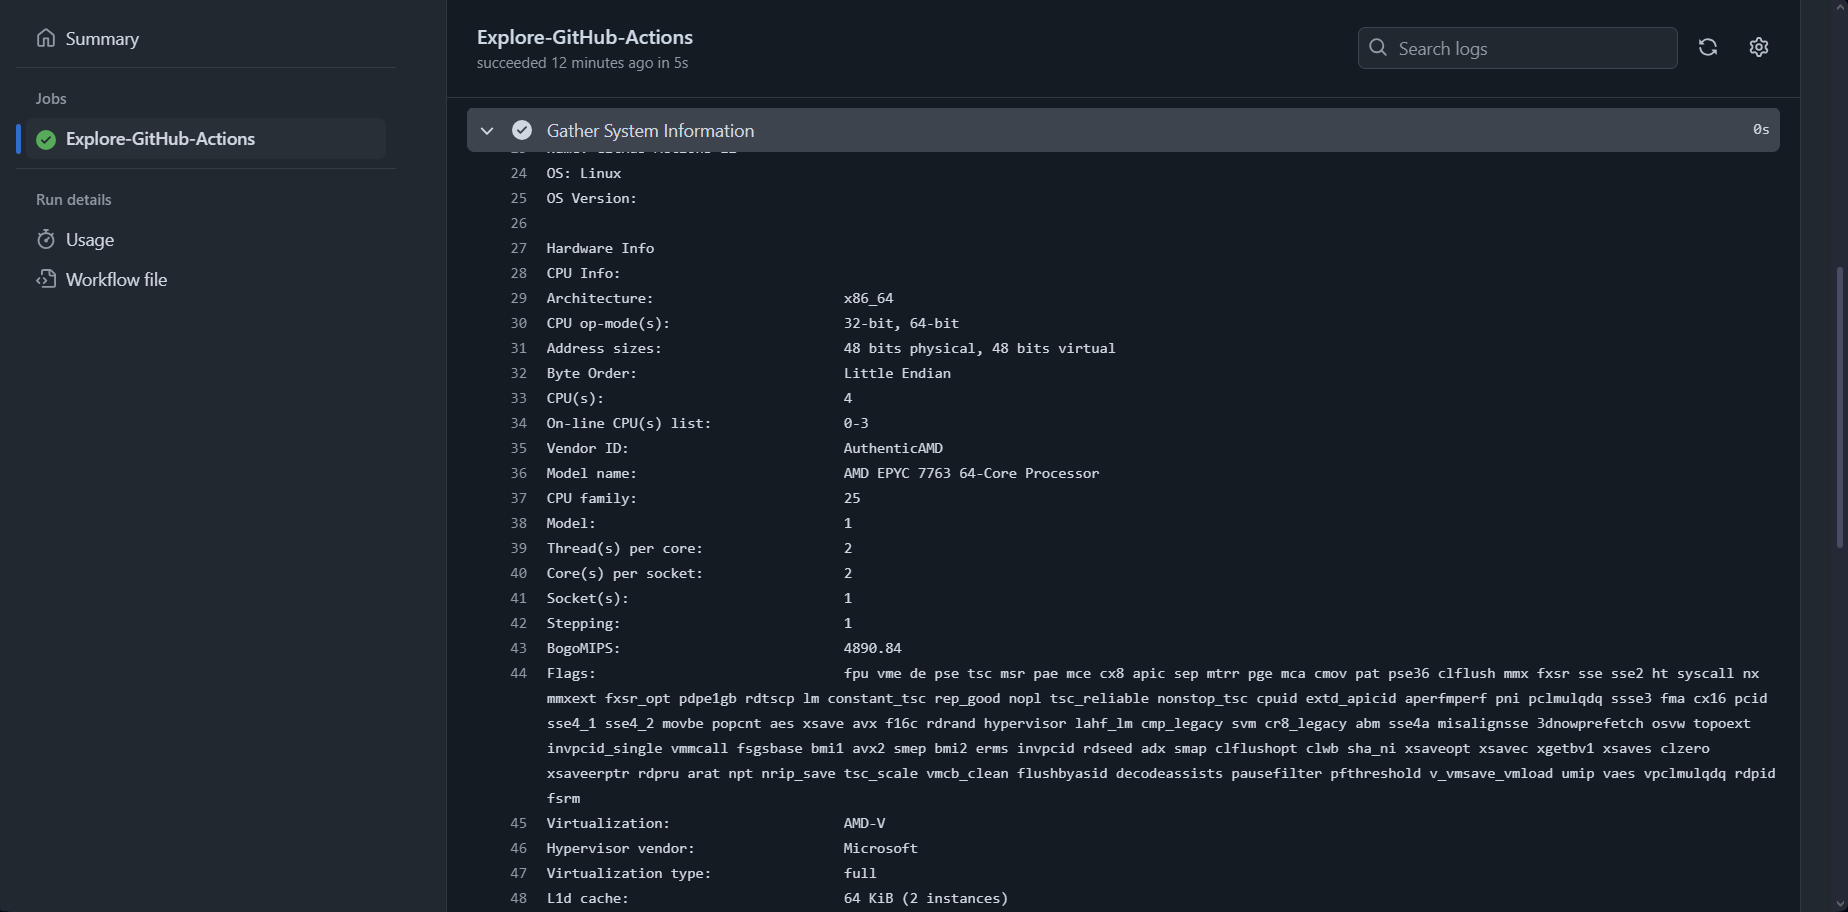 Summary
Jobs
Explore-GitHub-Actions
Run details
Usage
Workflow file
Explore-GitHub-Actions
succeeded 12 minutes ago in 5s
Search logs
Gather System Information 0s
24 OS: Linux
25 OS Version:
26
27 Hardware Info
28 CPU Info:
29 Architecture: x86_64
30 CPU op-mode(s): 32-bit, 64-bit
31 Address sizes: 48 bits physical, 48 bits virtual
32 Byte Order: Little Endian
33 CPU(s): 4
34 On-line CPU(s) list: 0-3
35 Vendor ID: AuthenticAMD
36 Model name: AMD EPYC 7763 64-Core Processor
37 CPU family: 25
38 Model: 1
39 Thread(s) per core: 2
40 Core(s) per socket: 2
41 Socket(s): 1
42 Stepping: 1
43 BogoMIPS: 4890.84
44 Flags: fpu vme de pse tsc msr pae mce cx8 apic sep mtrr pge mca cmov pat pse36 clflush mmx fxsr sse sse2 ht syscall nx
mmxext fxsr_opt pdpe1gb rdtscp lm constant_tsc rep_good nopl tsc_reliable nonstop_tsc cpuid extd_apicid aperfmperf pni pclmulqdq ssse3 fma cx16 pcid
sse4_1 sse4_2 movbe popcnt aes xsave avx f16c rdrand hypervisor lahf_lm cmp_legacy svm cr8_legacy abm sse4a misalignsse 3dnowprefetch osvw topoext
invpcid_single vmmcall fsgsbase bmi1 avx2 smep bmi2 erms invpcid rdseed adx smap clflushopt clwb sha_ni xsaveopt xsavec xgetbv1 xsaves clzero
xsaveerptr rdpru arat npt nrip_save tsc_scale vmcb_clean flushbyasid decodeassists pausefilter pfthreshold v_vmsave_vmload umip vaes vpclmulqdq rdpid
fsrm
45 Virtualization: AMD-V
46 Hypervisor vendor: Microsoft
47 Virtualization type: full
48 L1d cache: 64 KiB (2 instances)